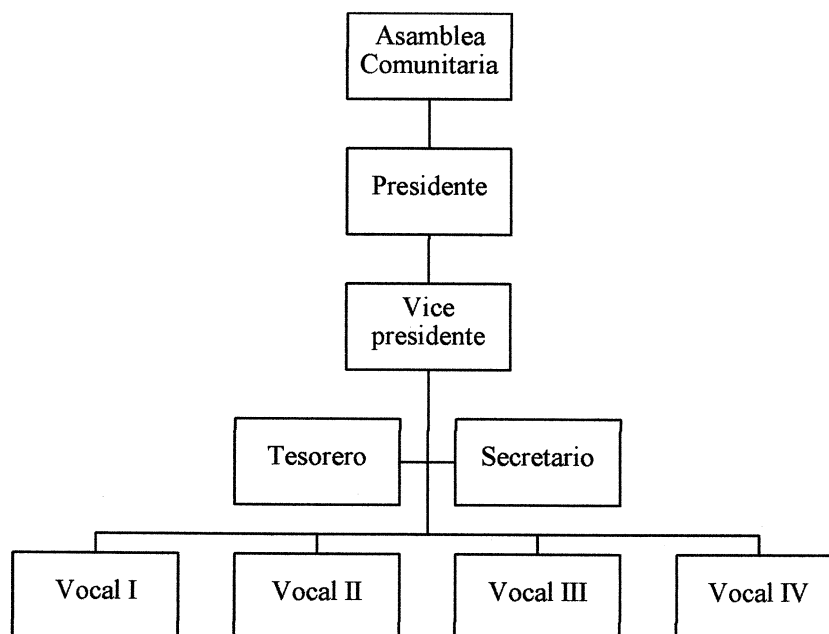 Asamblea
Comunitaria
Presidente
Vice
presidente
Tesorero
Secretario
Vocal I
Vocal II
Vocal III
Vocal IV